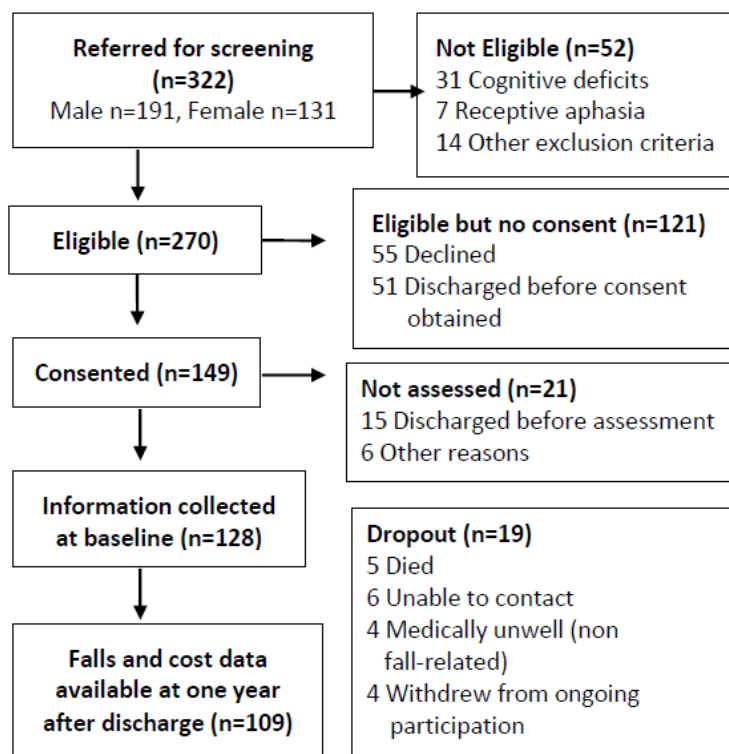 Referred for screening
(n=322)
Male n=191, Female n=131
Not Eligible (n=52)
31 Cognitive deficits
7 Receptive aphasia
14 Other exclusion criteria
Eligible (n=270)
Eligible but no consent (n=121)
55 Declined
51 Discharged before consent
obtained
Consented (n=149)
Not assessed (n=21)
15 Discharged before assessment
6 Other reasons
Information collected
at baseline (n=128)
Dropout (n=19)
5 Died
6 Unable to contact
4 Medically unwell (non
fall-related)
4 Withdrew from ongoing
participation
Falls and cost data
available at one year
after discharge (n=109)